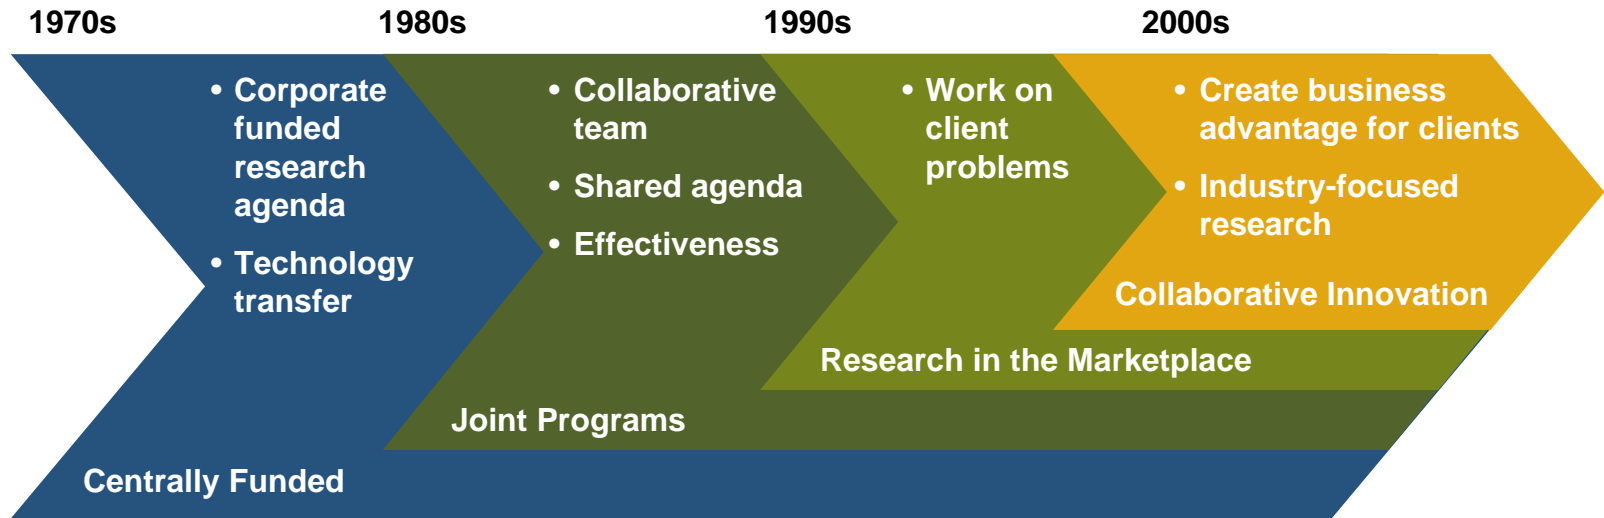 1970s
1980s
1990s
2000s
• Corporate
funded
research
agenda
• Technology
transfer
• Collaborative
team
• Shared agenda
• Effectiveness
• Work on
client
problems
• Create business
advantage for clients
• Industry-focused
research
Collaborative Innovation
Research in the Marketplace
Joint Programs
Centrally Funded